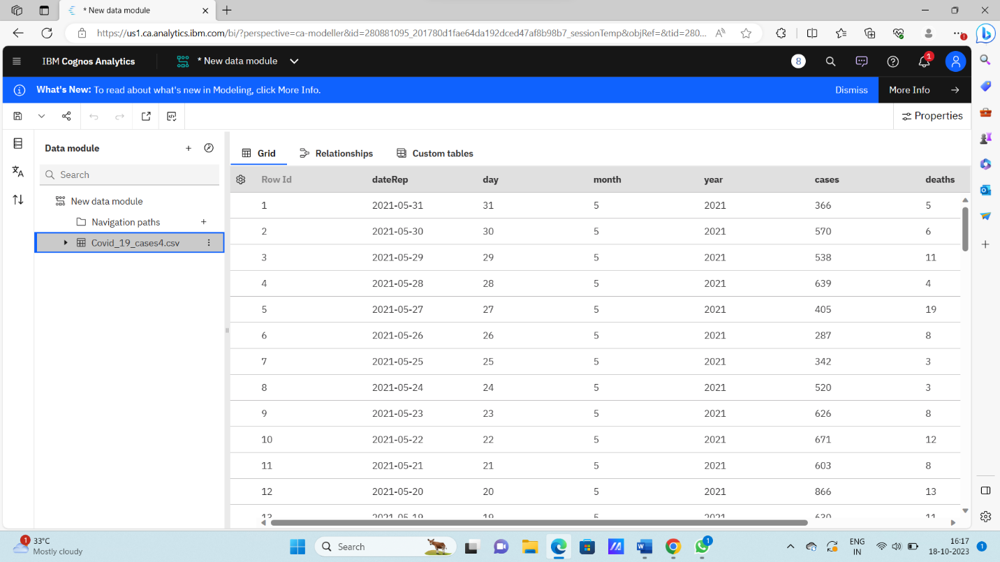 * New data module
https://us1.ca.analytics.ibm.com/bi/?perspective=ca-modeller&id=280881095_201780d1fae64da192dced47af8b98b7_sessionTemp&objRef=&tid=280...
IBM Cognos Analytics
* New data module
8
1
What's New: To read about what's new in Modeling, click More Info.
Dismiss
More Info
Properties
Data module
Search
New data module
Navigation paths
Covid_19_cases4.csv
Grid Relationships Custom tables
Row Id dateRep day month year cases deaths
1 2021-05-31 31 5 2021 366 5
2 2021-05-30 30 5 2021 570 6
3 2021-05-29 29 5 2021 538 11
4 2021-05-28 28 5 2021 639 4
5 2021-05-27 27 5 2021 405 19
6 2021-05-26 26 5 2021 287 8
7 2021-05-25 25 5 2021 342 3
8 2021-05-24 24 5 2021 520 3
9 2021-05-23 23 5 2021 626 8
10 2021-05-22 22 5 2021 671 12
11 2021-05-21 21 5 2021 603 8
12 2021-05-20 20 5 2021 866 13
13 2021-05-19 19 5 2021 630 11
1
33°C
Mostly cloudy
Search
1
ENG
IN
16:17
18-10-2023
1